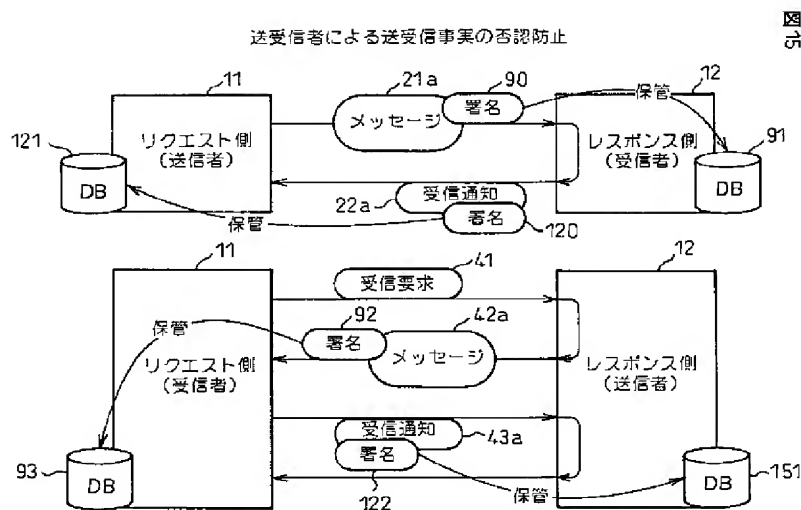 図15
送受信者による送受信事実の否認防止
11
21a
90
12
保管
署名
メッセージ
121
リクエスト側
(送信者)
レスポンス側
(受信者)
91
DB
DB
受信通知
22a
保管
署名
120
11
41
12
受信要求
保管
92
42a
署名
メッセージ
リクエスト側
(受信者)
レスポンス側
(送信者)
受信通知
43a
署名
93
DB
122
保管
DB
151